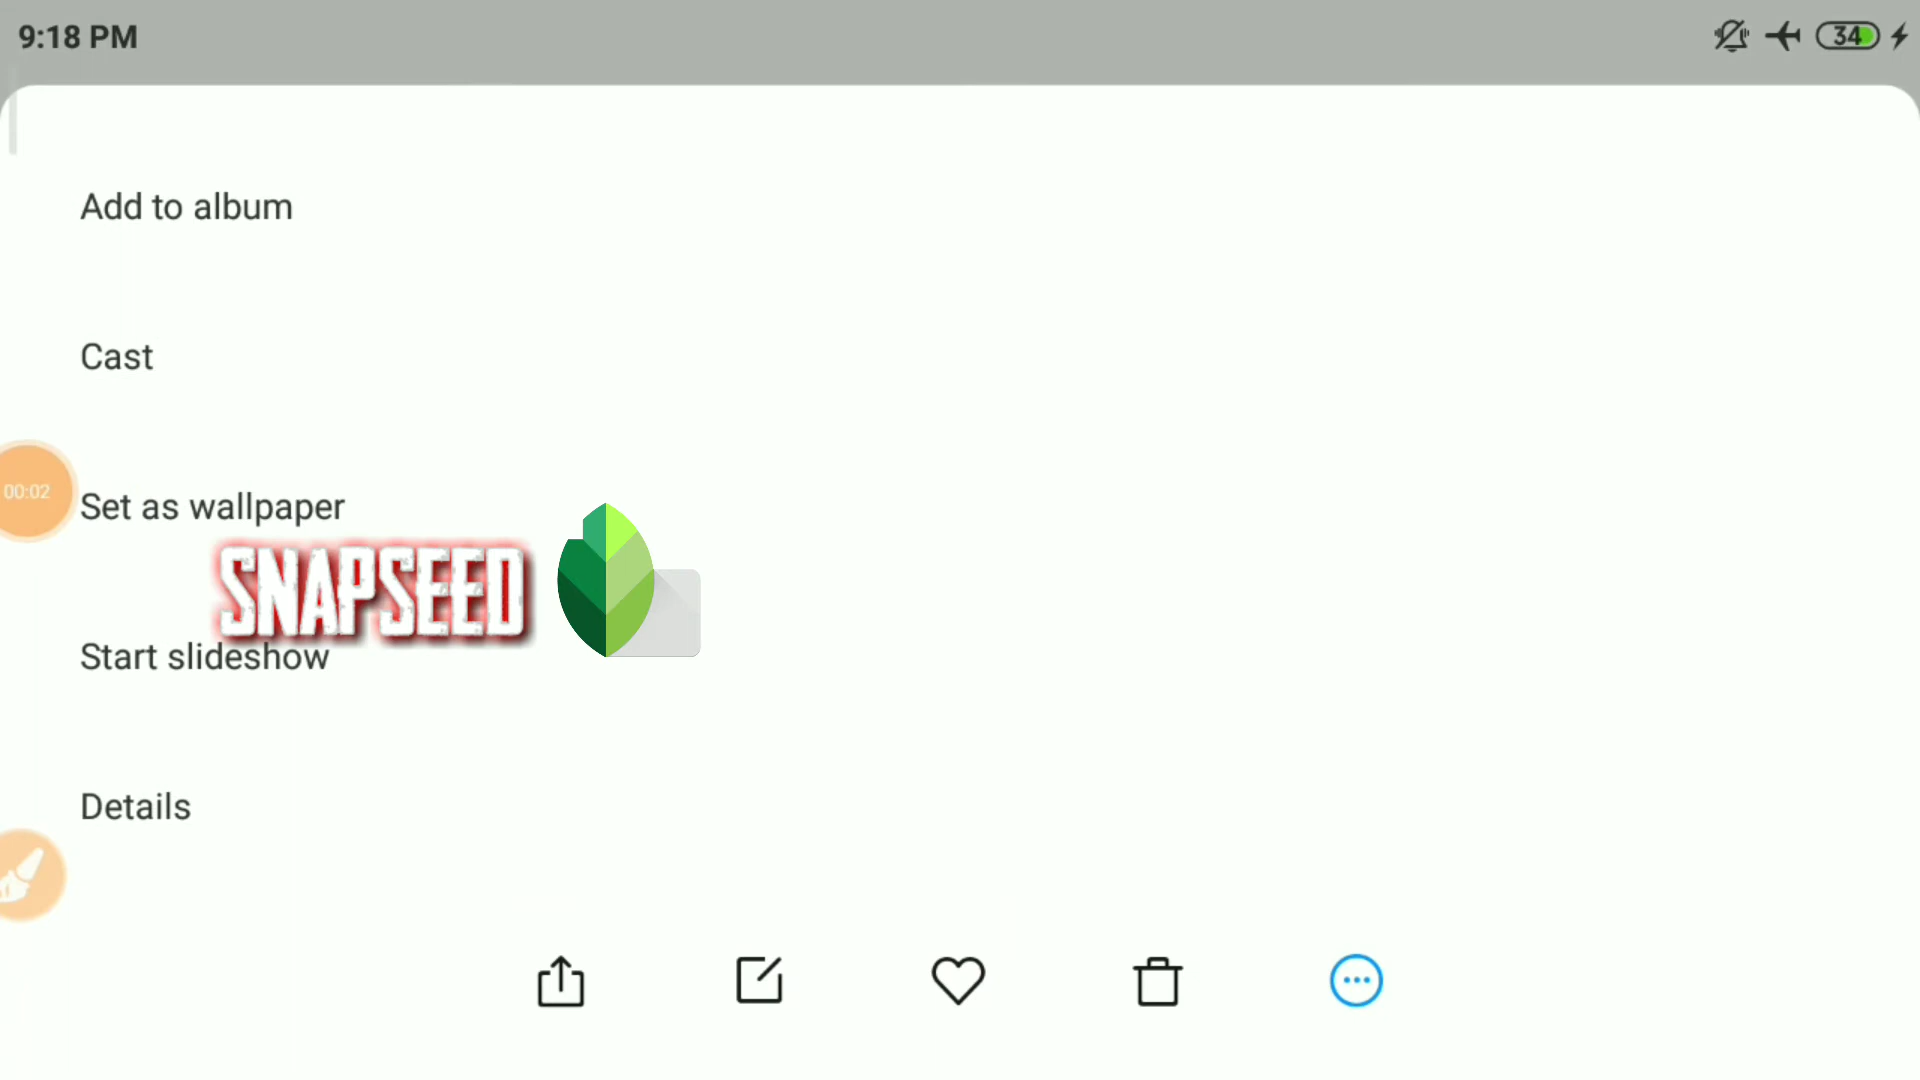 9:18 PM
34
Add to album
Cast
00:02
Set as wallpaper
SNAPSEED
Start slideshow
Details